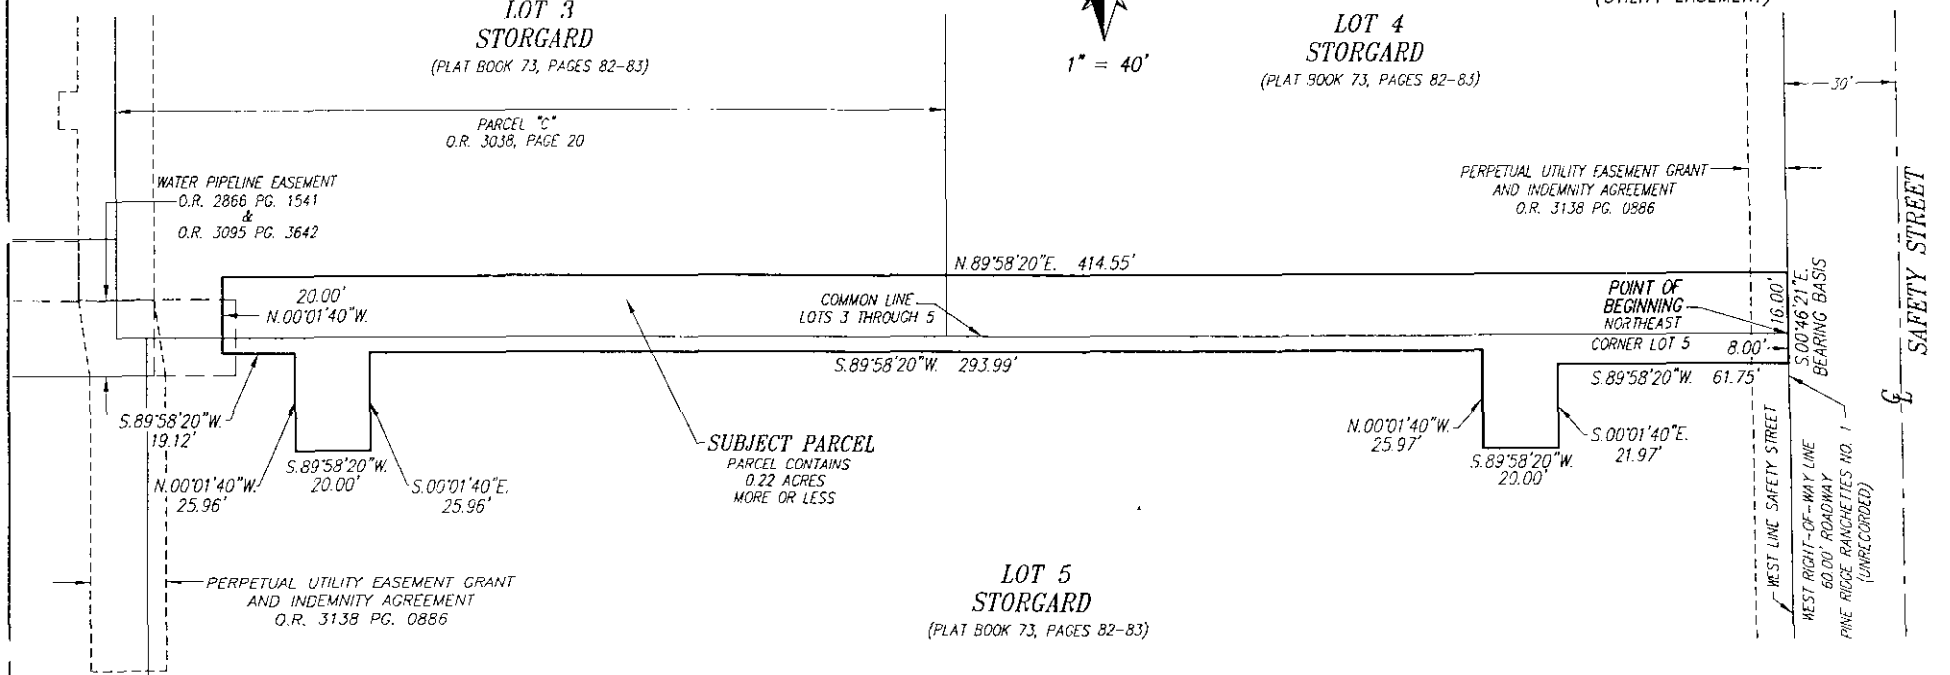 (UTILITY EASEMENT)
LOT 3
STORGARD
(PLAT BOOK 73, PAGES 82-83)
1" = 40'
LOT 4
STORGARD
(PLAT BOOK 73, PAGES 82-83)
30'
PARCEL "C"
O.R. 3038, PAGE 20
WATER PIPELINE EASEMENT
O.R. 2866 PG. 1541
&
O.R. 3095 PG. 3642
PERPETUAL UTILITY EASEMENT GRANT
AND INDEMNITY AGREEMENT
O.R. 3138 PG. 0886
SAFETY STREET
N.89°58'20"E. 414.55'
20.00'
N.00°01'40"W.
COMMON LINE
LOTS 3 THROUGH 5
POINT OF
BEGINNING
NORTHEAST
CORNER LOT 5
16.00'
8.00'
S.00°46'21"E.
BEARING BASIS
S.89°58'20"W. 293.99'
S.89°58'20"W. 61.75'
S.89°58'20"W.
19.12'
N.00°01'40"W.
25.96'
S.89°58'20"W.
20.00'
S.00°01'40"E.
25.96'
SUBJECT PARCEL
PARCEL CONTAINS
0.22 ACRES
MORE OR LESS
N.00°01'40"W.
25.97'
S.89°58'20"W.
20.00'
S.00°01'40"E.
21.97'
WEST LINE SAFETY STREET
WEST RIGHT-OF-WAY LINE
60.00' ROADWAY
PINE RIDGE RANCHETTES NO. 1
(UNRECORDED)
PERPETUAL UTILITY EASEMENT GRANT
AND INDEMNITY AGREEMENT
O.R. 3138 PG. 0886
LOT 5
STORGARD
(PLAT BOOK 73, PAGES 82-83)